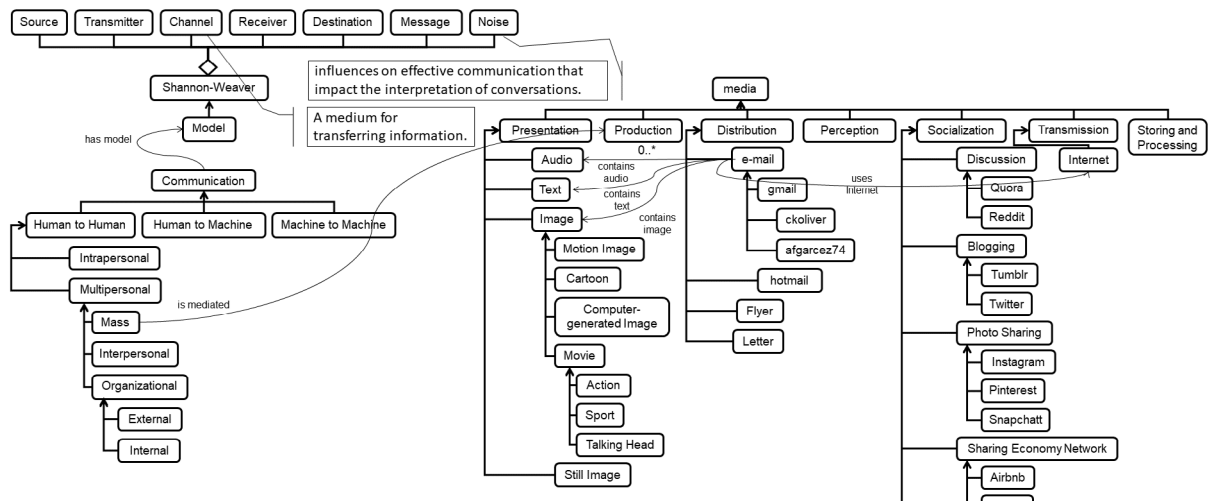 Source
Transmitter
Channel
Receiver
Destination
Message
Noise
influences on effective communication that
impact the interpretation of conversations.
Shannon-Weaver
A medium for
transferring information.
Model
has model
Communication
Human to Human
Human to Machine
Machine to Machine
Intrapersonal
Multipersonal
is mediated
Mass
Interpersonal
Organizational
External
Internal
media
Presentation
Production
Distribution
Perception
Socialization
Transmission
Storing and
Processing
Audio
0..*
contains
audio
Text
contains
text
Image
contains
image
Motion Image
Cartoon
Computer-
generated Image
Movie
Action
Sport
Talking Head
Still Image
e-mail
gmail
ckoliver
afgarcez74
hotmail
Flyer
Letter
uses
Internet
Internet
Discussion
Quora
Reddit
Blogging
Tumblr
Twitter
Photo Sharing
Instagram
Pinterest
Snapchatt
Sharing Economy Network
Airbnb